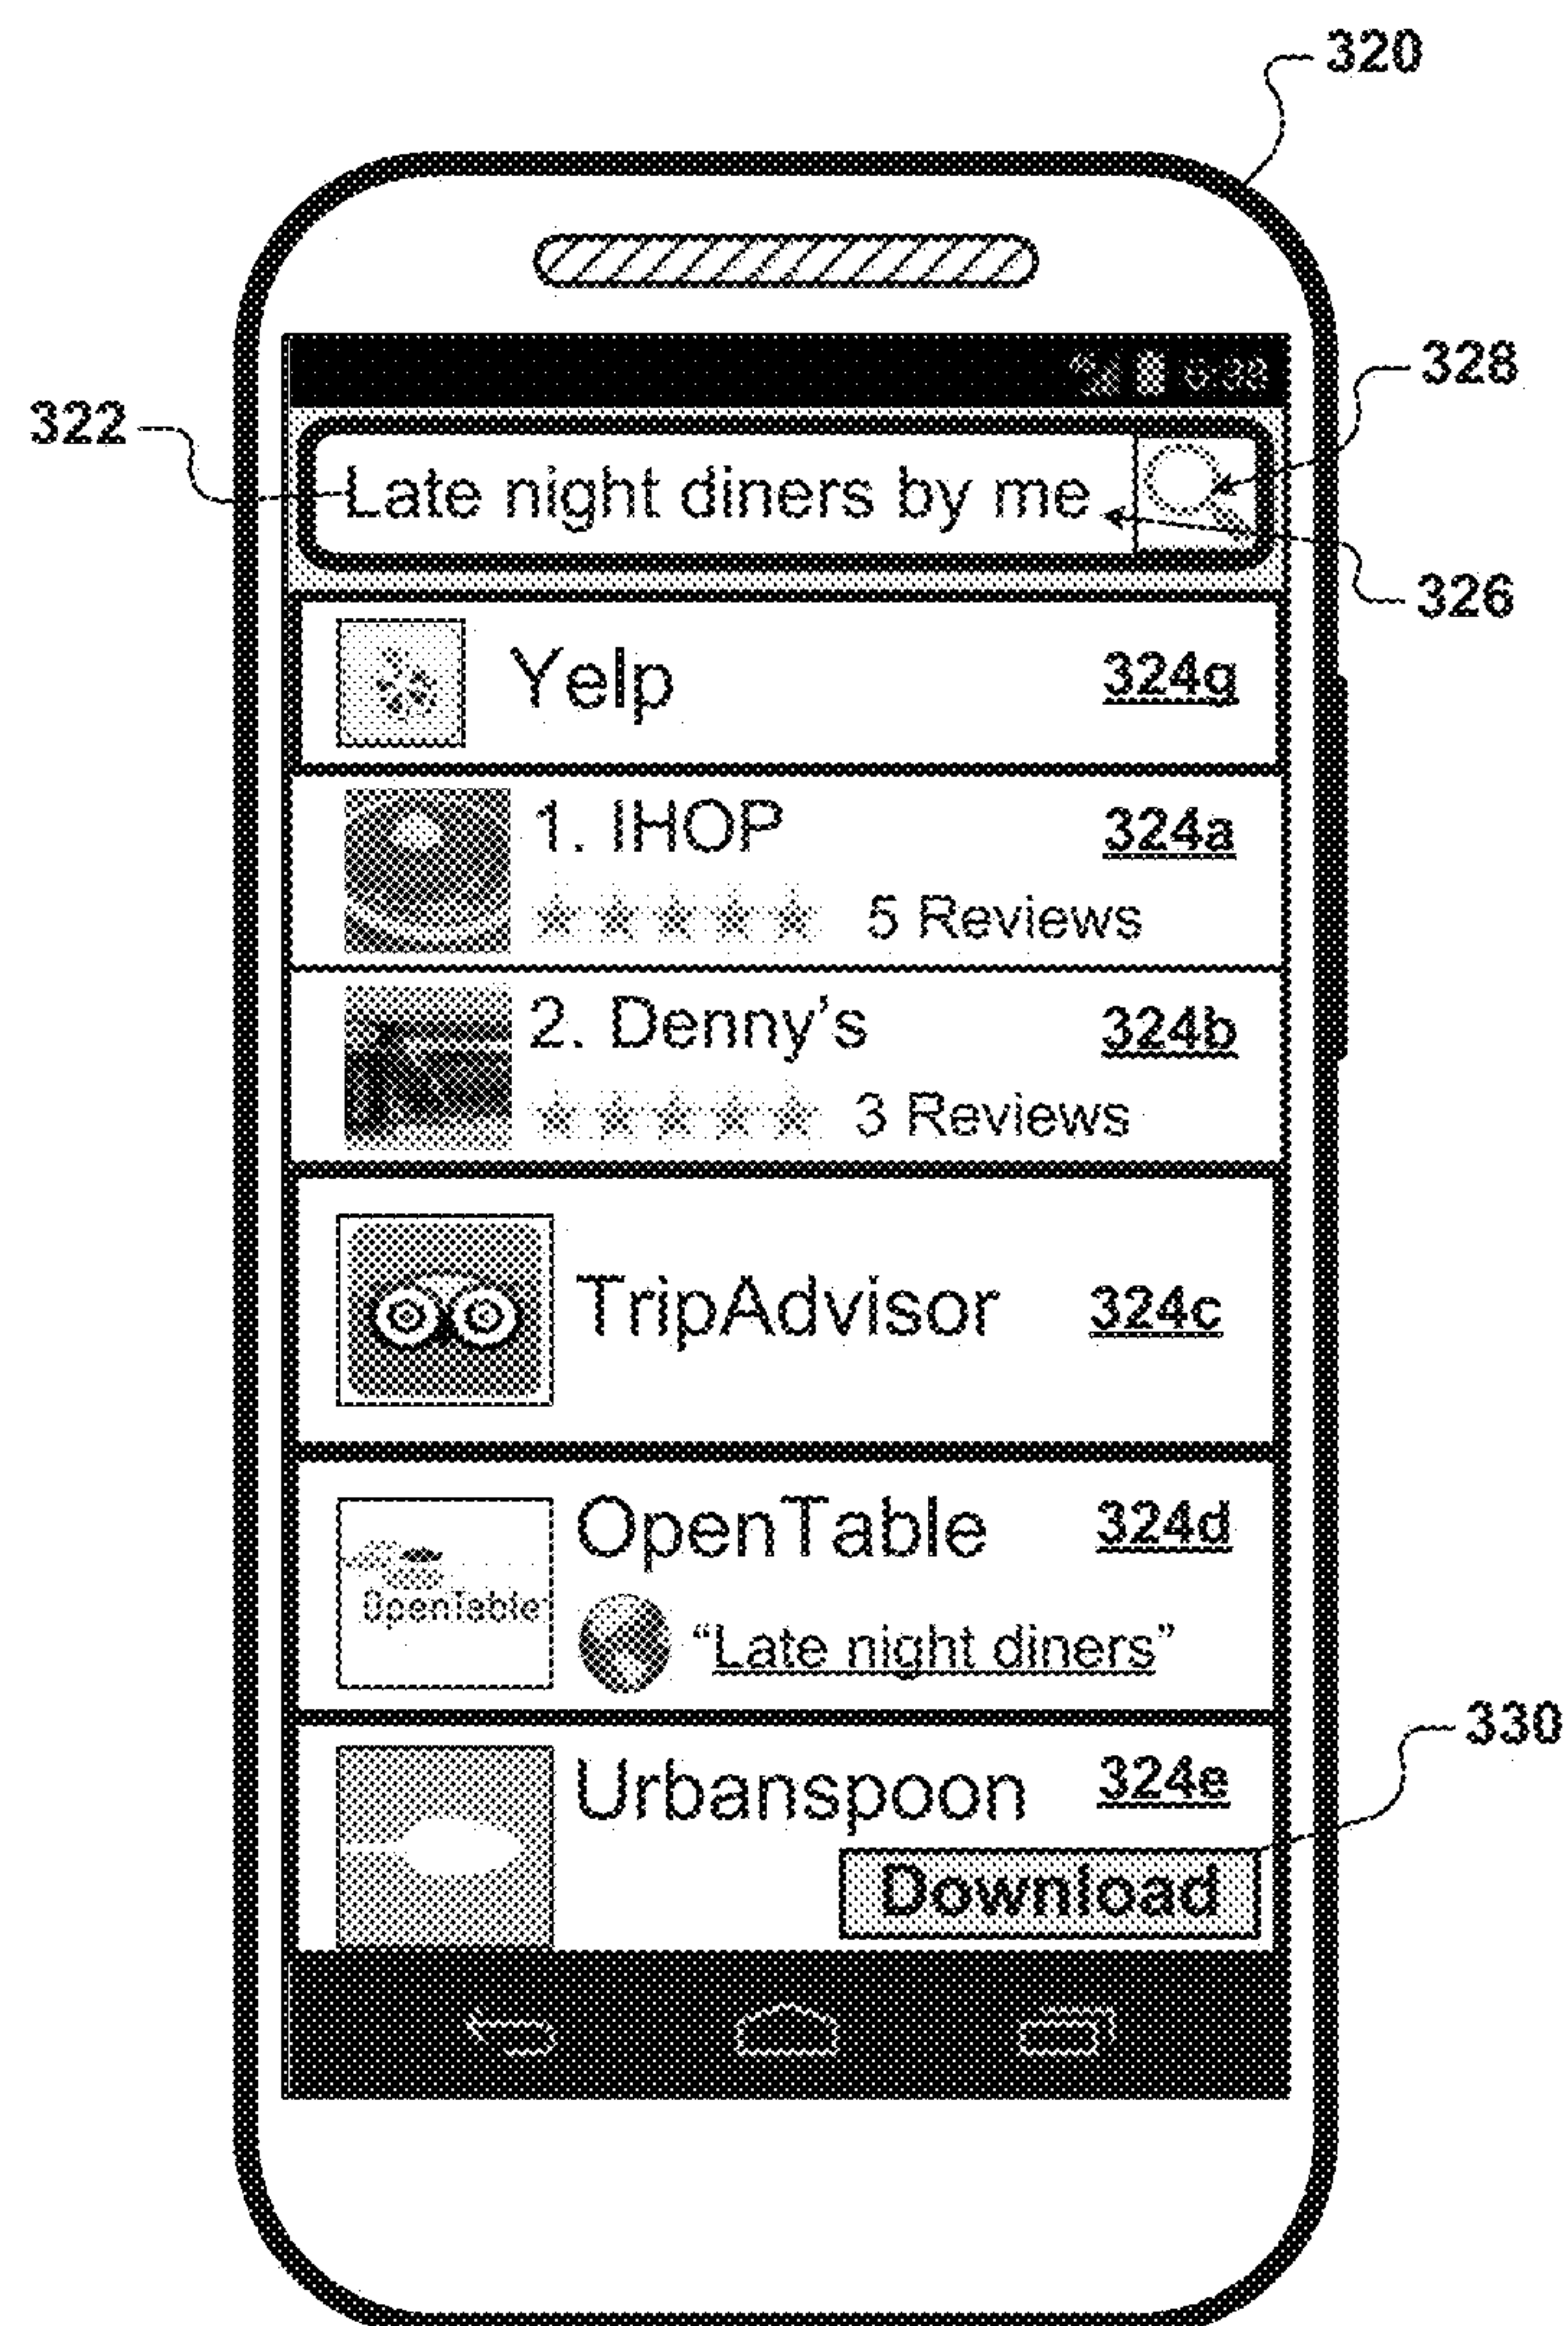 320
328
322
Late night diners by me
326
Yelp 324g
1. IHOP 324a
5 Reviews
2. Denny's 324b
3 Reviews
TripAdvisor 324c
OpenTable 324d
OpenTable
“Late night diners”
330
Urbanspoon 324e
Download